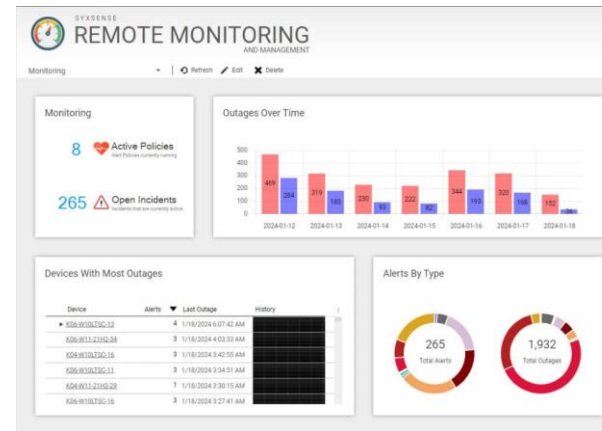 SYXSENSE
REMOTE MONITORING
AND MANAGEMENT
Monitoring
Refresh
Edit
Delete
Monitoring
8
Active Policies
Alert Policies currently running
265
Open Incidents
Incidents that are currently active
Outages Over Time
500
400
300
200
100
0
469
284
319
183
230
93
222
82
344
193
320
168
152
34
2024-01-12
2024-01-13
2024-01-14
2024-01-15
2024-01-16
2024-01-17
2024-01-18
Devices With Most Outages
Device Alerts Last Outage History
K06-W10LTSC-13 4 1/18/2024 6:07:42 AM
K06-W11-21H2-34 3 1/18/2024 4:03:33 AM
K04-W10LTSC-16 3 1/18/2024 3:42:55 AM
K06-W10LTSC-11 3 1/18/2024 3:34:51 AM
K04-W11-21H2-29 1 1/18/2024 3:30:15 AM
K06-W10LTSC-16 3 1/18/2024 3:27:41 AM
Alerts By Type
265
Total Alerts
1,932
Total Outages